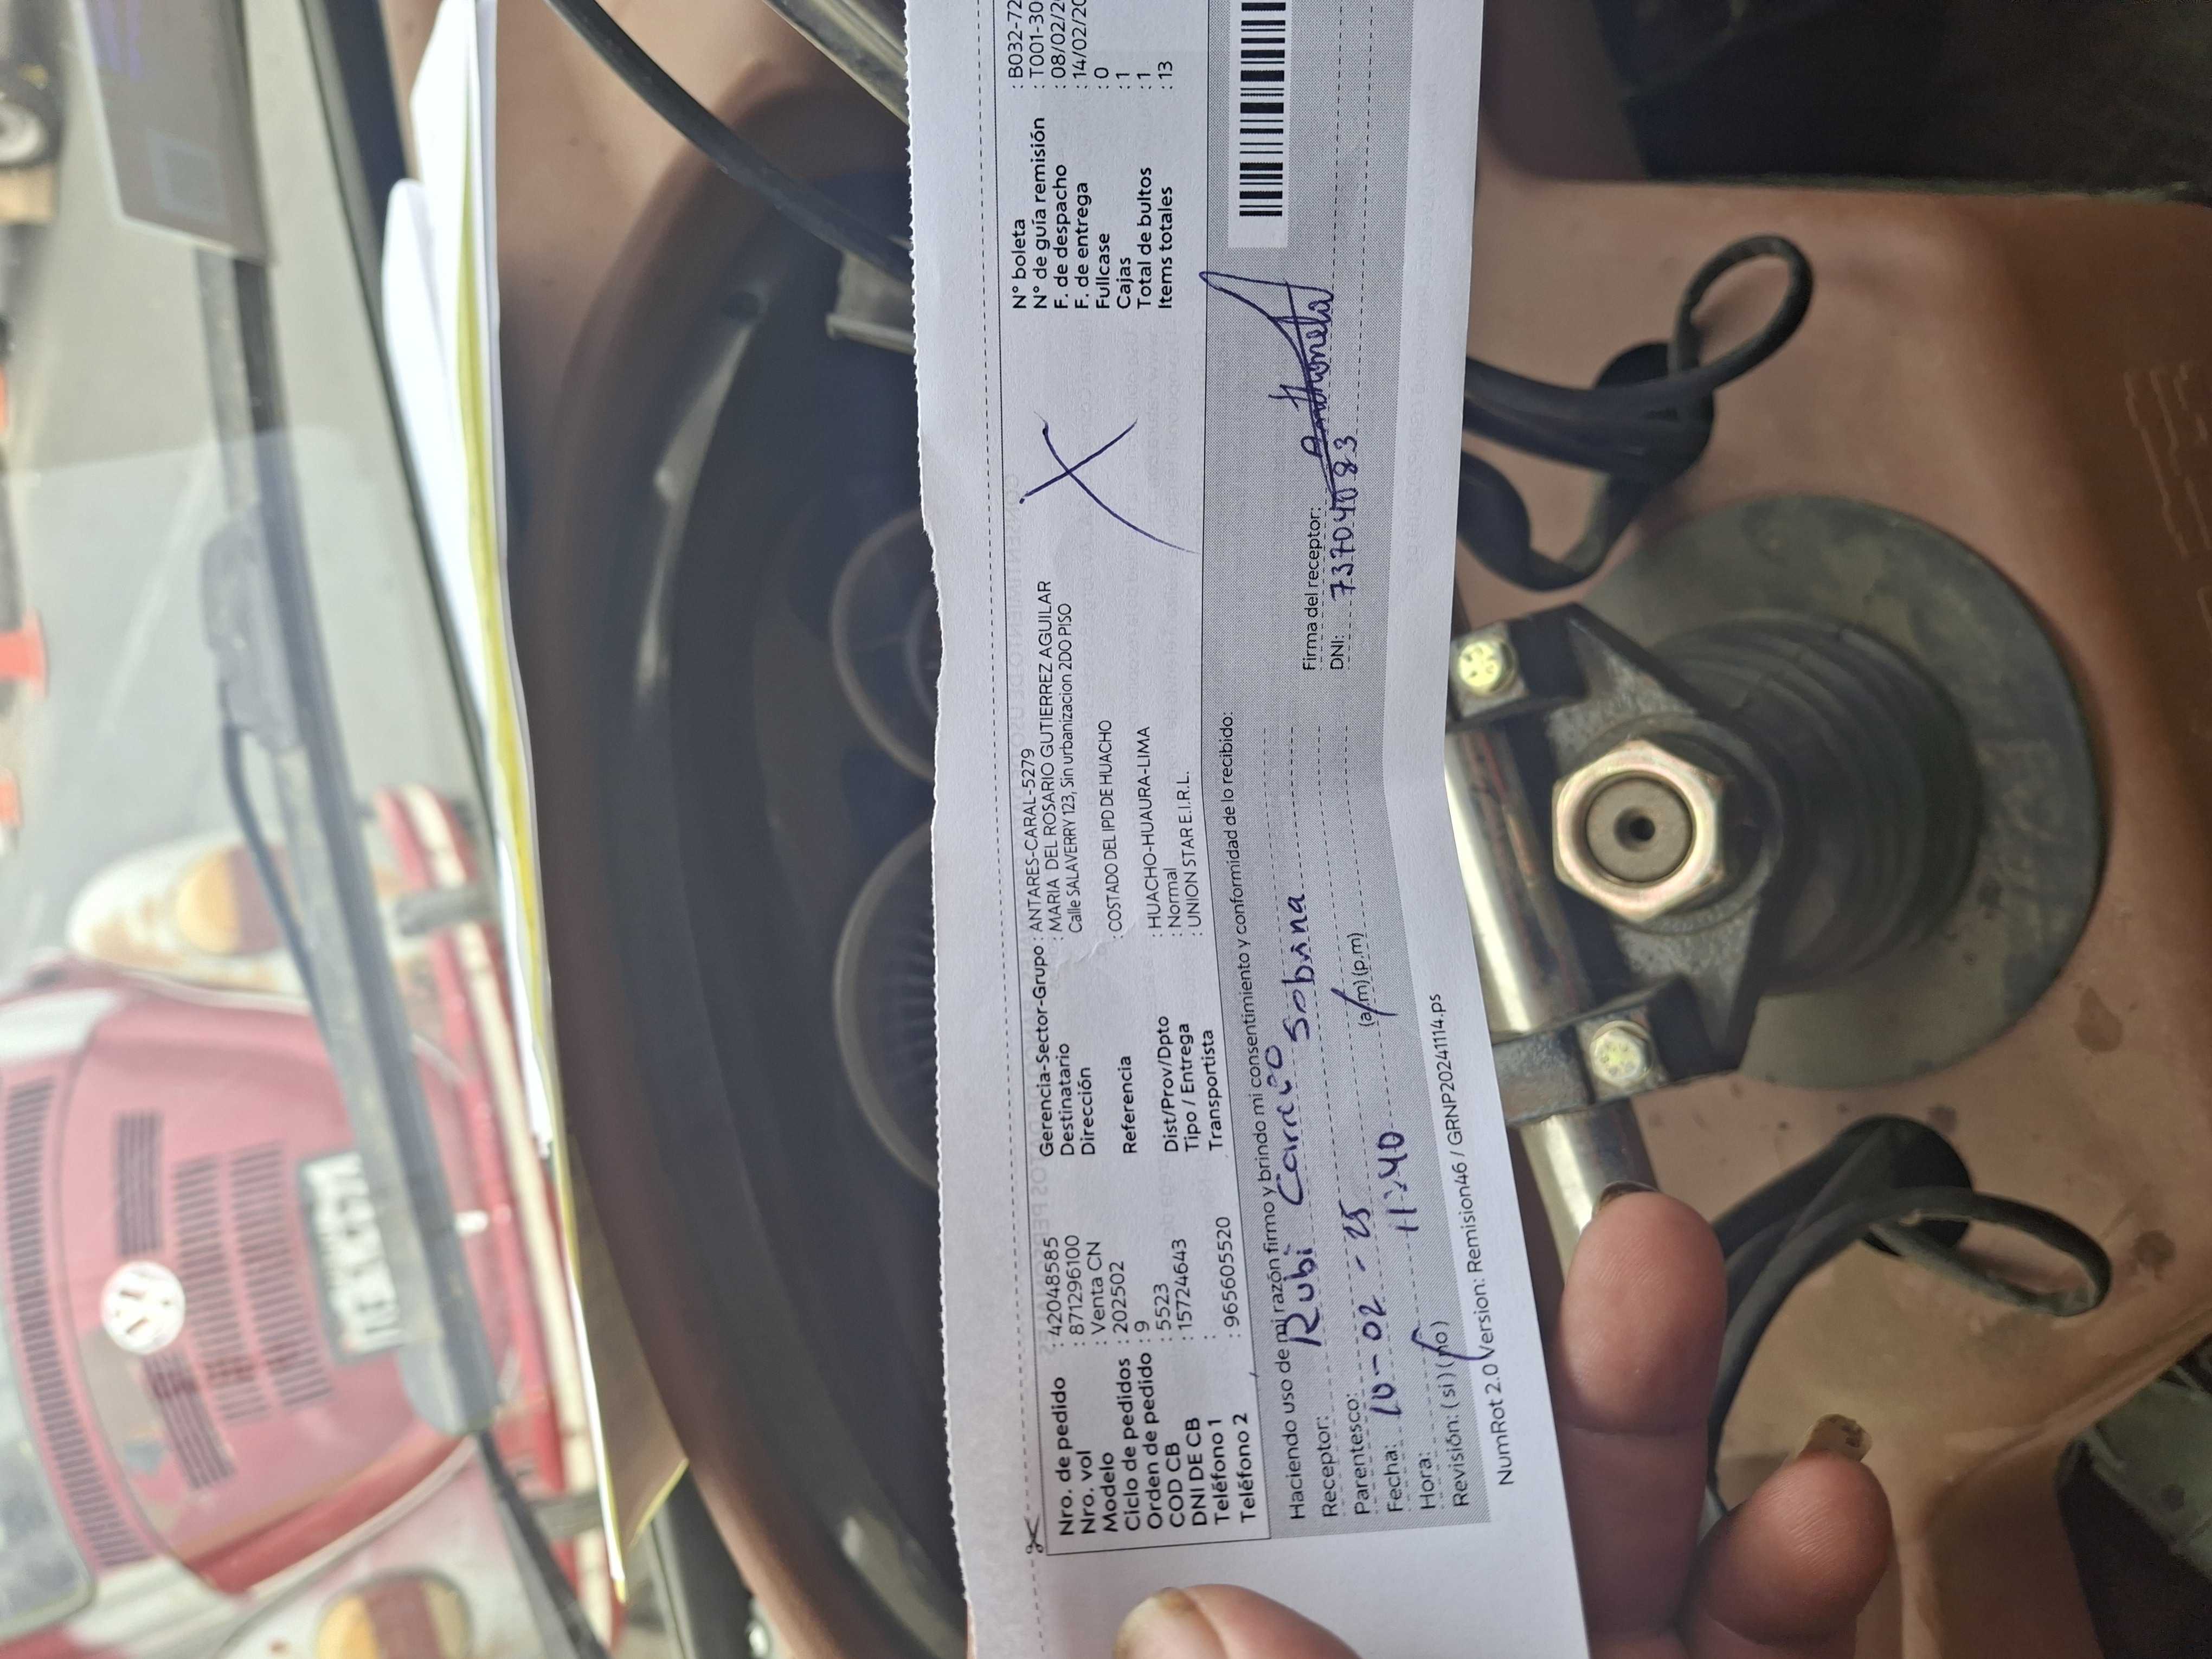 Nro. de pedido : 42048585
Nro. vol : 871296100
Modelo : Venta CN
Ciclo de pedidos : 202502
Orden de pedido : 9
COD CB : 5523
DNI DE CB : 15724643
Teléfono 1 :
Teléfono 2 : 965605520
Gerencia-Sector-Grupo : ANTARES-CARAL-5279
Destinatario : MARIA DEL ROSARIO GUTIERREZ AGUILAR
Dirección Calle SALAVERRY 123, Sin urbanizacion 2DO PISO
Referencia : COSTADO DEL IPD DE HUACHO
Dist/Prov/Dpto : HUACHO-HUAURA-LIMA
Tipo / Entrega : Normal
Transportista : UNION STAR E.I.R.L.
N° boleta : B032-72
N° de guía remisión : T001-30
F. de despacho : 08/02/20
F. de entrega : 14/02/20
Fullcase : 0
Cajas : 1
Total de bultos : 1
Items totales : 13
Haciendo uso de mi razón firmo y brindo mi consentimiento y conformidad de lo recibido:
Receptor: Rubi Carreño Sabina
Parentesco:
Fecha: 10-02-25
Hora: 11:40 (a.m) (p.m)
Revisión: ( si ) ( no )
Firma del receptor:
DNI: 73704083
NumRot 2.0 Version: Remision46 / GRNP20241114.ps